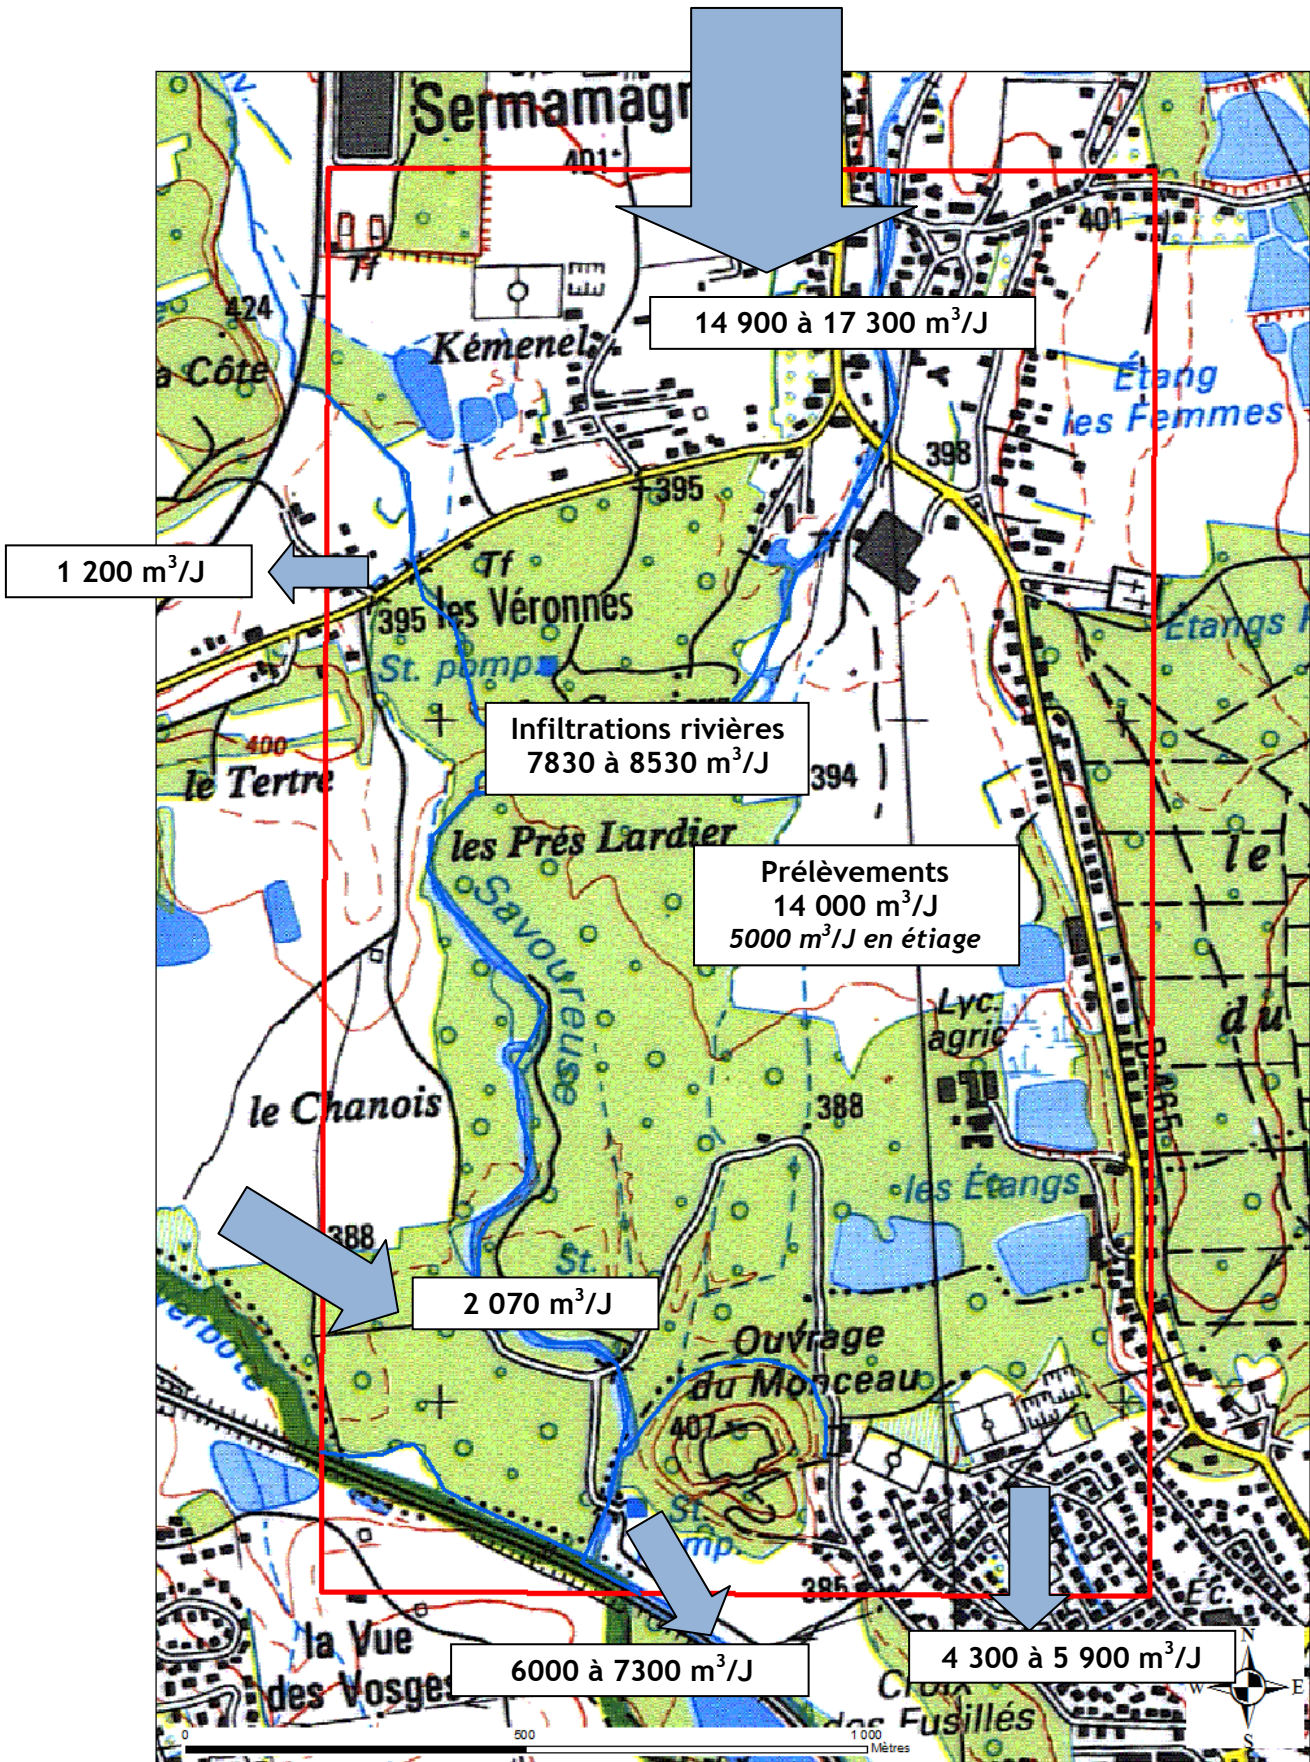 Sermamagn
401
14 900 à 17 300 m³/J
401
424
Kémenel
a Côte
Étang
les Femmes
398
395
1 200 m³/J
Tf
395 les Véronnes
St. pomp.
Étangs
Infiltrations rivières
7830 à 8530 m³/J
400
le Tertre
394
les Prés Lardier
le
Prélèvements
14 000 m³/J
5000 m³/J en étiage
Savoureuse
Lyc.
agric
du
D.465
le Chanois
388
les Étangs
388
St.
2 070 m³/J
Ouvrage
du Monceau
407
St.
omp.
385
Éc.
la Vue
des Vosges
6000 à 7300 m³/J
4 300 à 5 900 m³/J
Croix
des Fusillés
N
W
E
S
0
500
1 000
Mètres